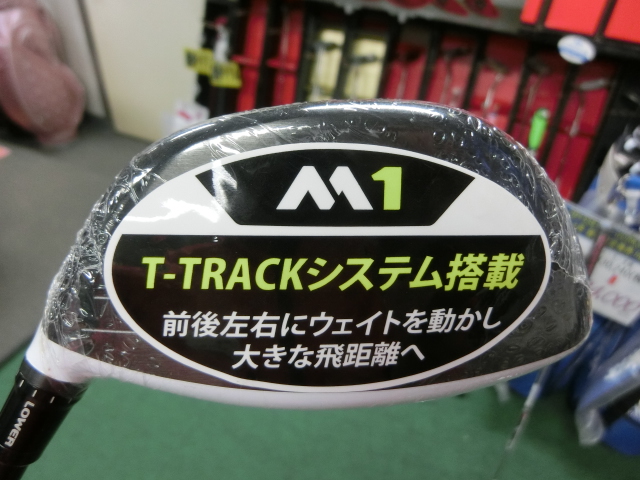 M1
T-TRACKシステム搭載
前後左右にウェイトを動かし
大きな飛距離へ
LOWER